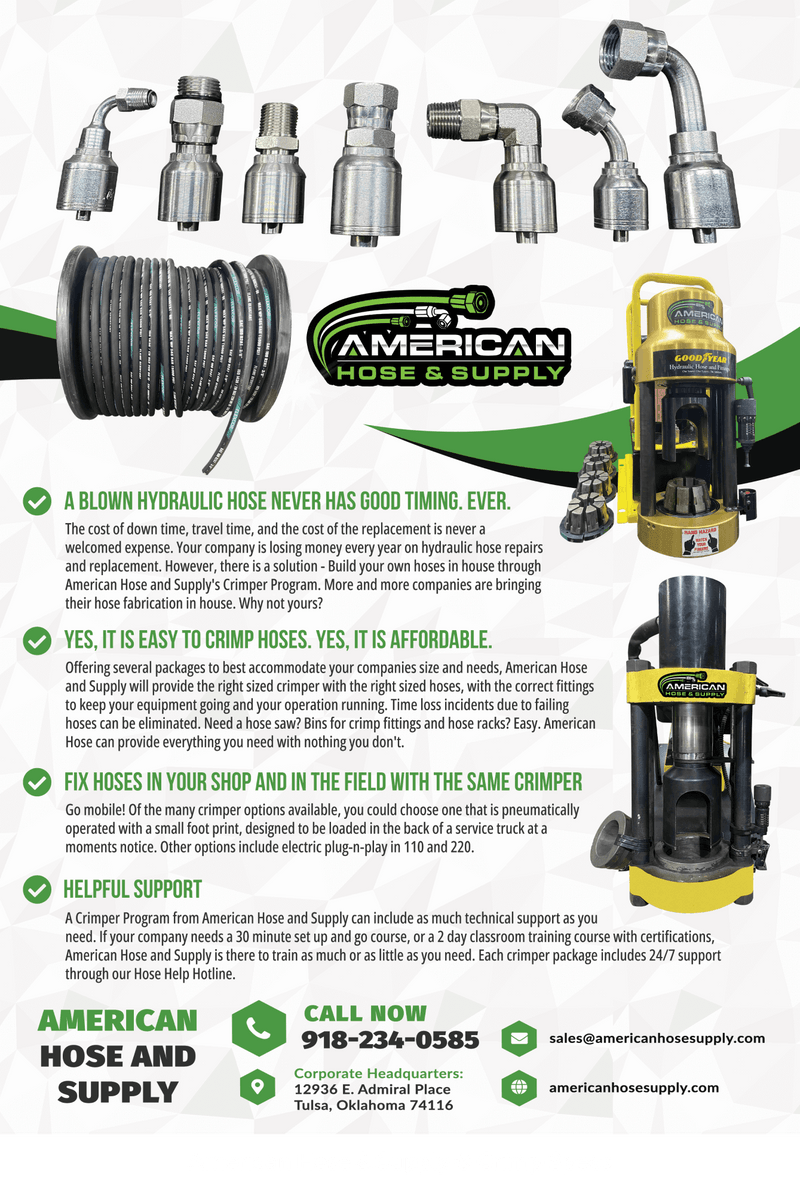 AMERICAN
HOSE & SUPPLY
AMERICAN
HOSE & SUPPLY
GOODYEAR
Hydraulic Hose and Fittings
A BLOWN HYDRAULIC HOSE NEVER HAS GOOD TIMING. EVER.
The cost of down time, travel time, and the cost of the replacement is never a
welcomed expense. Your company is losing money every year on hydraulic hose repairs
and replacement. However, there is a solution - Build your own hoses in house through
American Hose and Supply's Crimper Program. More and more companies are bringing
their hose fabrication in house. Why not yours?
YES, IT IS EASY TO CRIMP HOSES. YES, IT IS AFFORDABLE.
Offering several packages to best accommodate your companies size and needs, American Hose
and Supply will provide the right sized crimper with the right sized hoses, with the correct fittings
to keep your equipment going and your operation running. Time loss incidents due to failing
hoses can be eliminated. Need a hose saw? Bins for crimp fittings and hose racks? Easy. American
Hose can provide everything you need with nothing you don't.
AMERICAN
HOSE & SUPPLY
FIX HOSES IN YOUR SHOP AND IN THE FIELD WITH THE SAME CRIMPER
Go mobile! Of the many crimper options available, you could choose one that is pneumatically
operated with a small foot print, designed to be loaded in the back of a service truck at a
moments notice. Other options include electric plug-n-play in 110 and 220.
HELPFUL SUPPORT
A Crimper Program from American Hose and Supply can include as much technical support as you
need. If your company needs a 30 minute set up and go course, or a 2 day classroom training course with certifications,
American Hose and Supply is there to train as much or as little as you need. Each crimper package includes 24/7 support
through our Hose Help Hotline.
AMERICAN
HOSE AND
SUPPLY
CALL NOW
918-234-0585
Corporate Headquarters:
12936 E. Admiral Place
Tulsa, Oklahoma 74116
sales@americanhosesupply.com
americanhosesupply.com